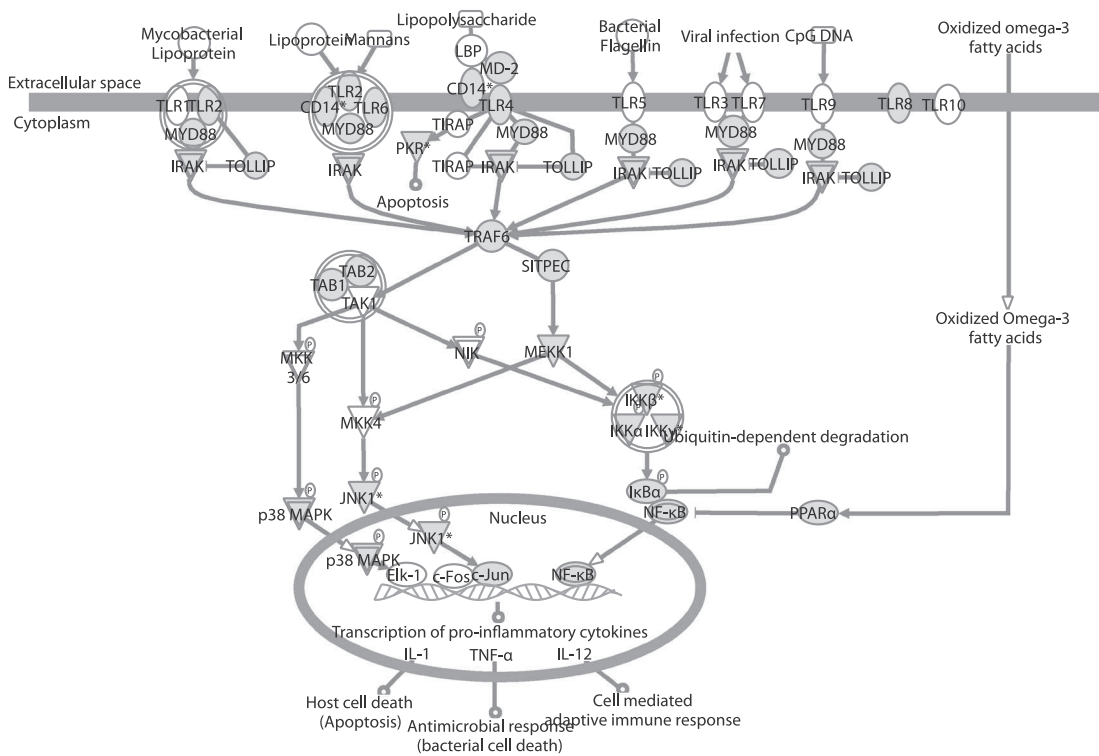 Lipopolysaccharide
Mycobacterial
Lipoprotein
Lipoprotein
Mannans
LBP
MD-2
Bacterial
Flagellin
Viral infection
CpG DNA
Oxidized omega-3
fatty acids
Extracellular space
Cytoplasm
TLR1
TLR2
MYD88
IRAK
TOLLIP
TLR2
CD14*
TLR6
MYD88
IRAK
CD14*
TLR4
TIRAP
MYD88
PKR*
TIRAP
IRAK
TOLLIP
Apoptosis
TLR5
MYD88
IRAK
TOLLIP
TLR3
TLR7
MYD88
IRAK
TOLLIP
TLR9
MYD88
IRAK
TOLLIP
TLR8
TLR10
TRAF6
SITPEC
TAB2
TAB1
TAK1
Oxidized Omega-3
fatty acids
P
MKK
3/6
P
NIK
MEKK1
P
MKK4
P
IKKβ*
P
IKKα
IKKγ*
Ubiquitin-dependent degradation
P
IκBα
NF-κB
PPARα
P
JNK1*
P
p38 MAPK
Nucleus
P
JNK1*
P
p38 MAPK
Elk-1
c-Fos
c-Jun
NF-κB
Transcription of pro-inflammatory cytokines
IL-1
TNF-α
IL-12
Host cell death
(Apoptosis)
Antimicrobial response
(bacterial cell death)
Cell mediated
adaptive immune response